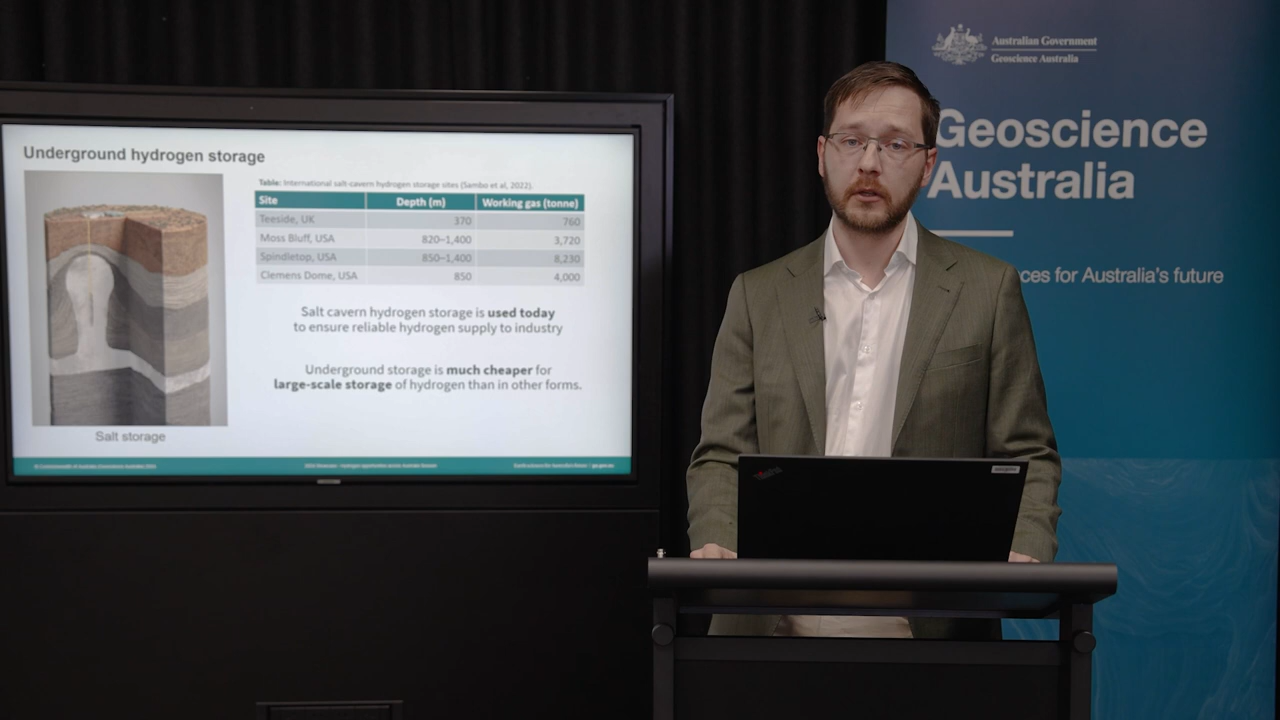 Underground hydrogen storage
Table: International salt-cavern hydrogen storage sites (Sambo et al, 2022).
Site Depth (m) Working gas (tonne)
Teeside, UK 370 760
Moss Bluff, USA 820–1,400 3,720
Spindletop, USA 850–1,400 8,230
Clemens Dome, USA 850 4,000
Salt cavern hydrogen storage is used today
to ensure reliable hydrogen supply to industry
Underground storage is much cheaper for
large-scale storage of hydrogen than in other forms.
Salt storage
Australian Government
Geoscience Australia
Geoscience
Australia
ces for Australia's future